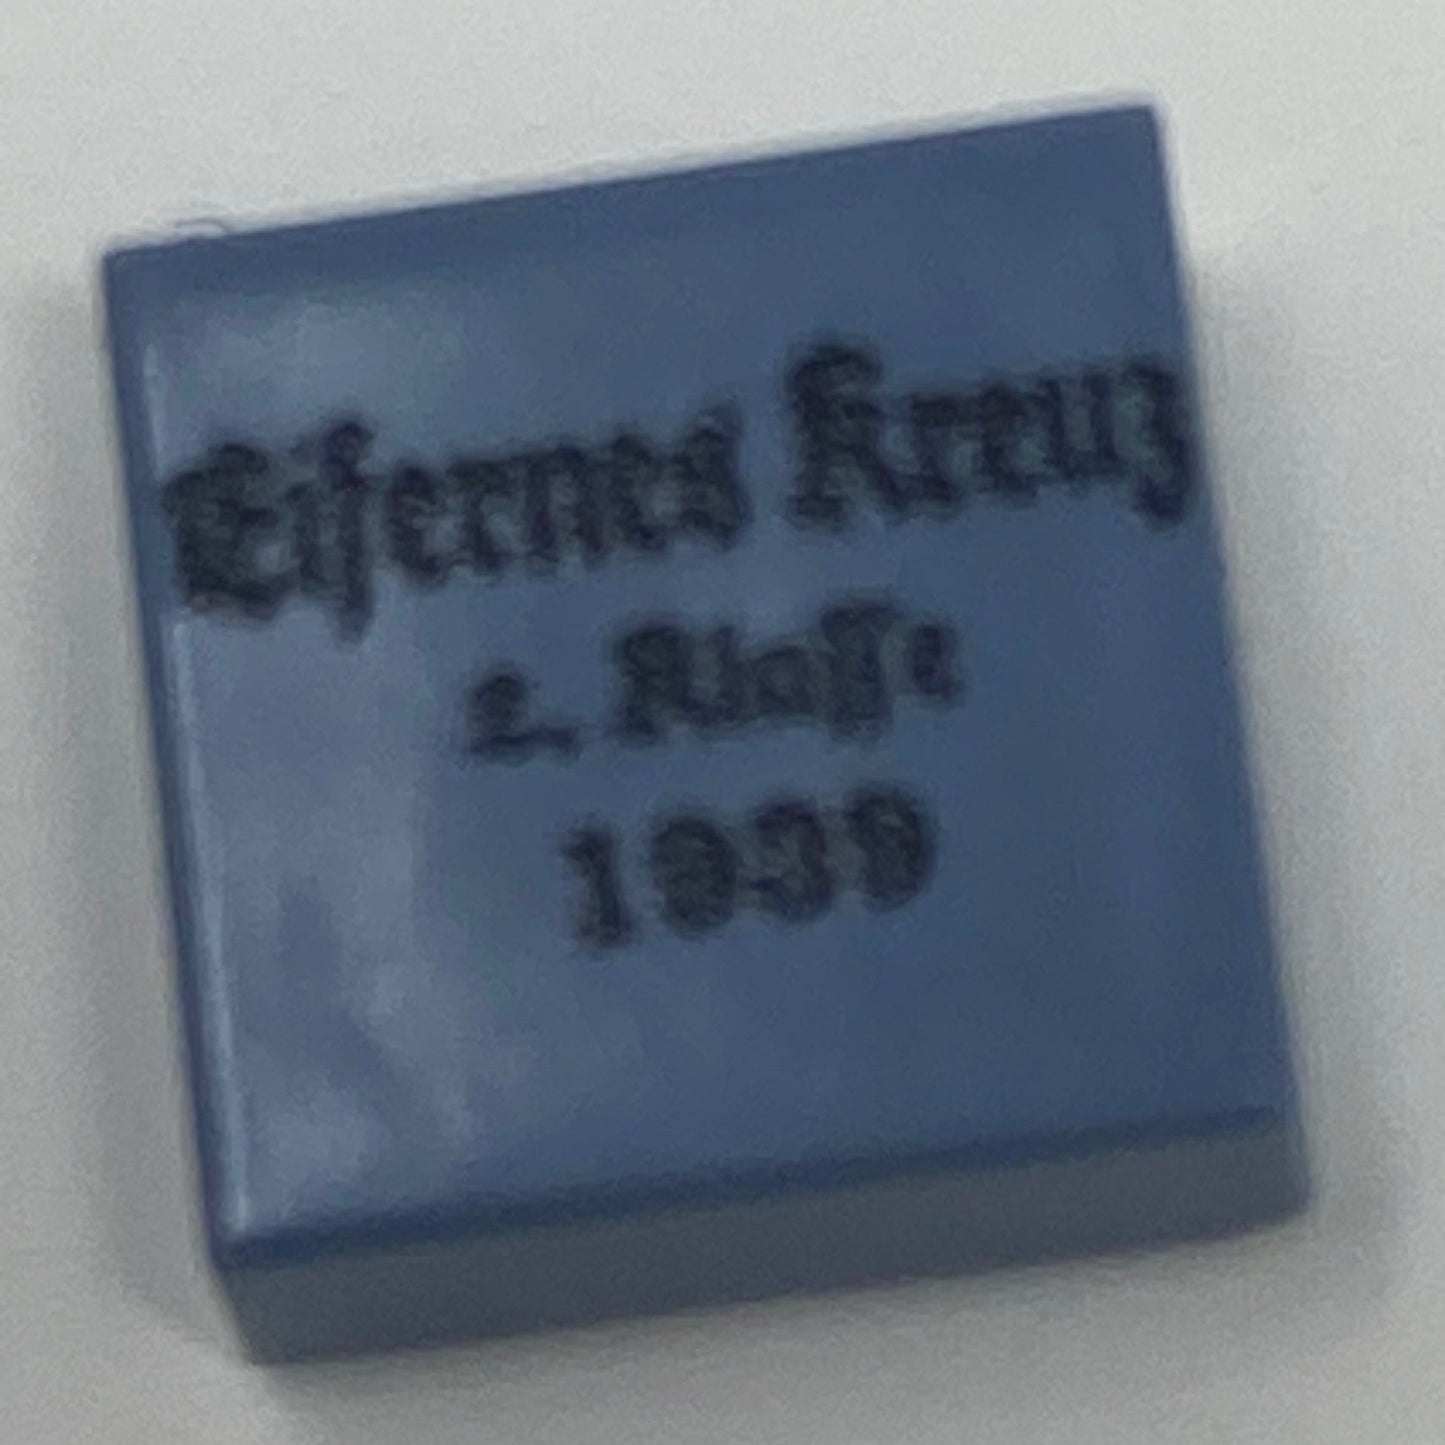 Eisernes Kreuz
2. Klasse
1939